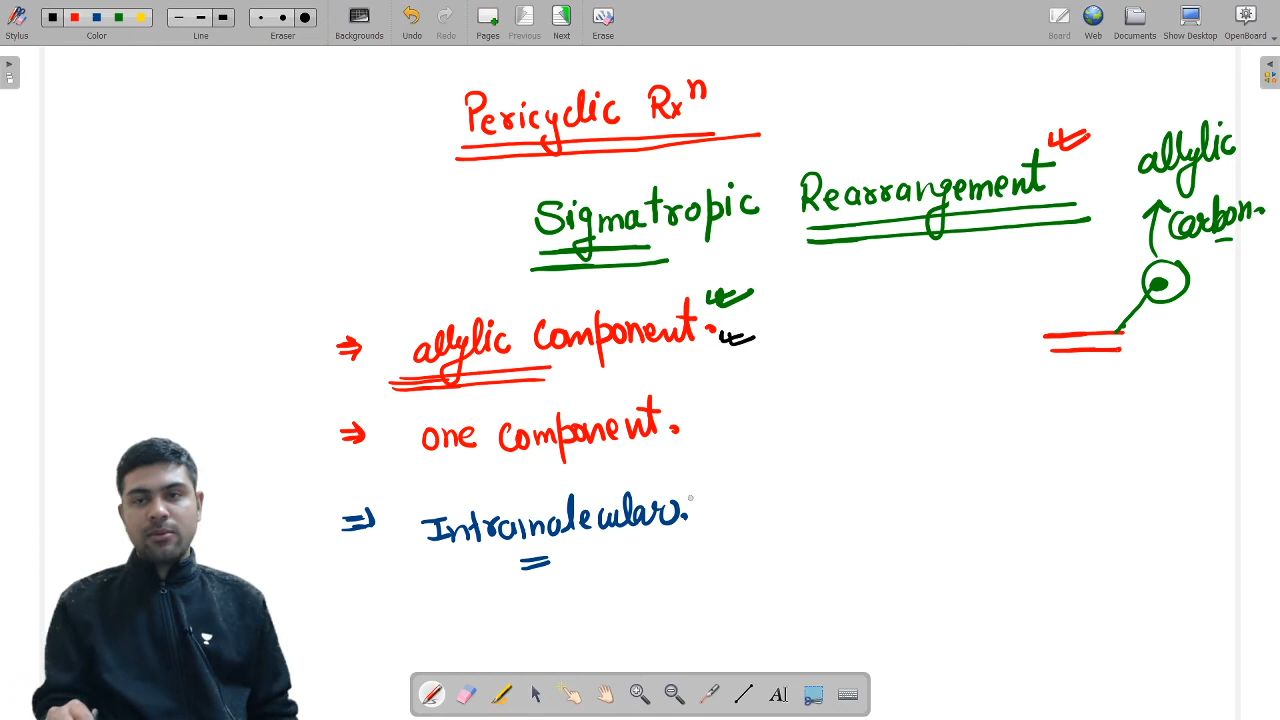 Stylus
Color
Line
Eraser
Backgrounds
Undo
Redo
Pages
Previous
Next
Erase
Board
Web
Documents
Show Desktop
OpenBoard
Pericyclic Rxⁿ
Sigmatropic Rearrangement
allylic
carbon.
⇒ allylic component.
⇒ one component.
⇒ Intramolecular.
AI